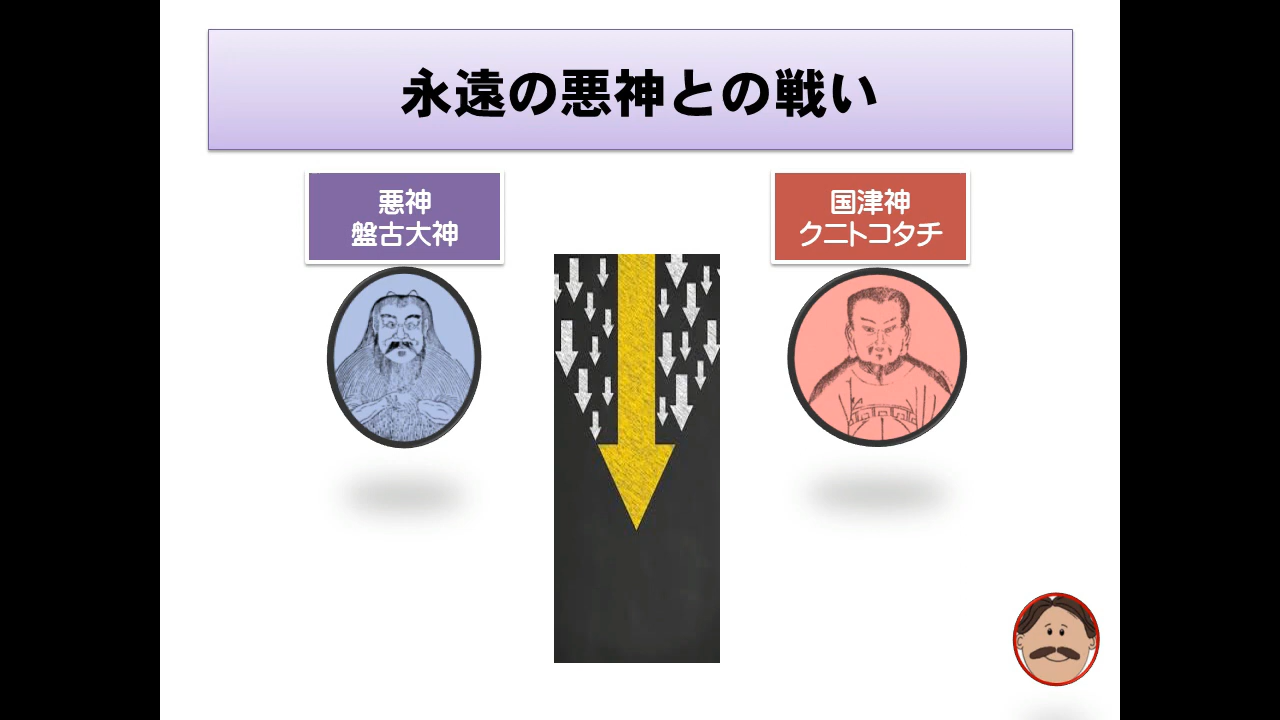 永遠の悪神との戦い
悪神
盤古大神
国津神
クニトコタチ